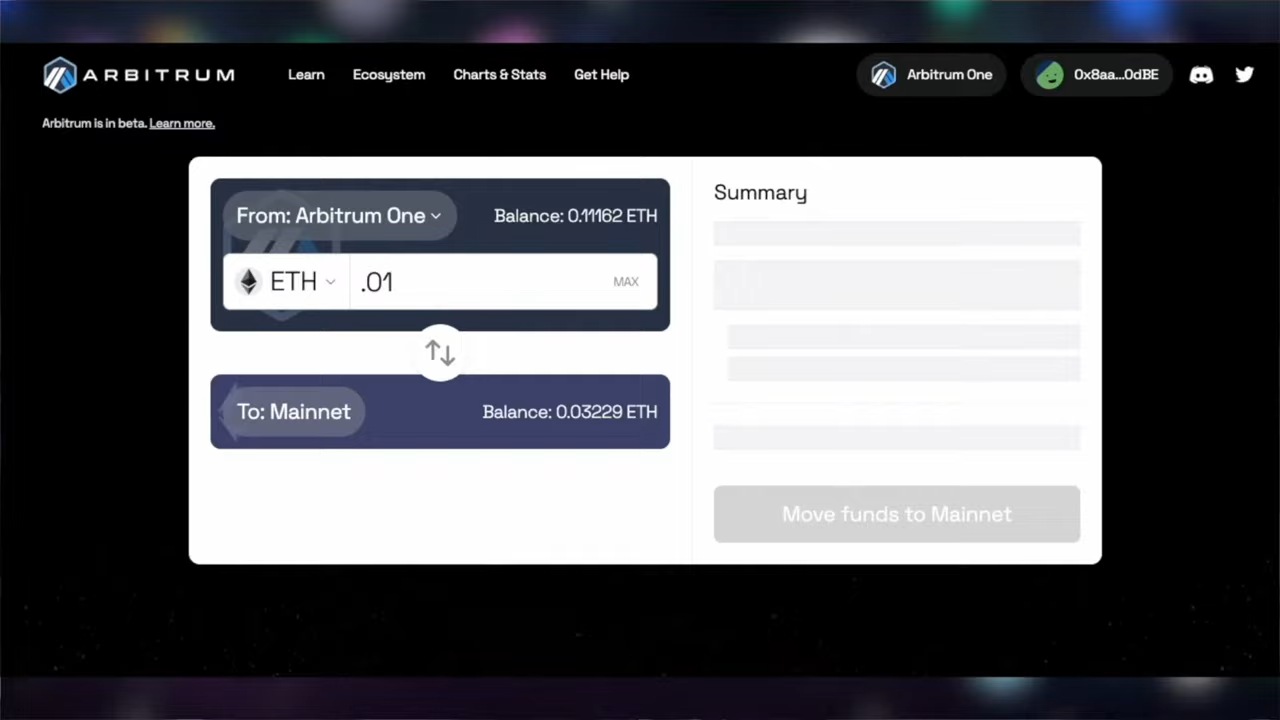 ARBITRUM Learn Ecosystem Charts & Stats Get Help Arbitrum One 0x8aa...0dBE
Arbitrum is in beta. Learn more.
From: Arbitrum One Balance: 0.11162 ETH
ETH .01 MAX
To: Mainnet Balance: 0.03229 ETH
Summary
Move funds to Mainnet